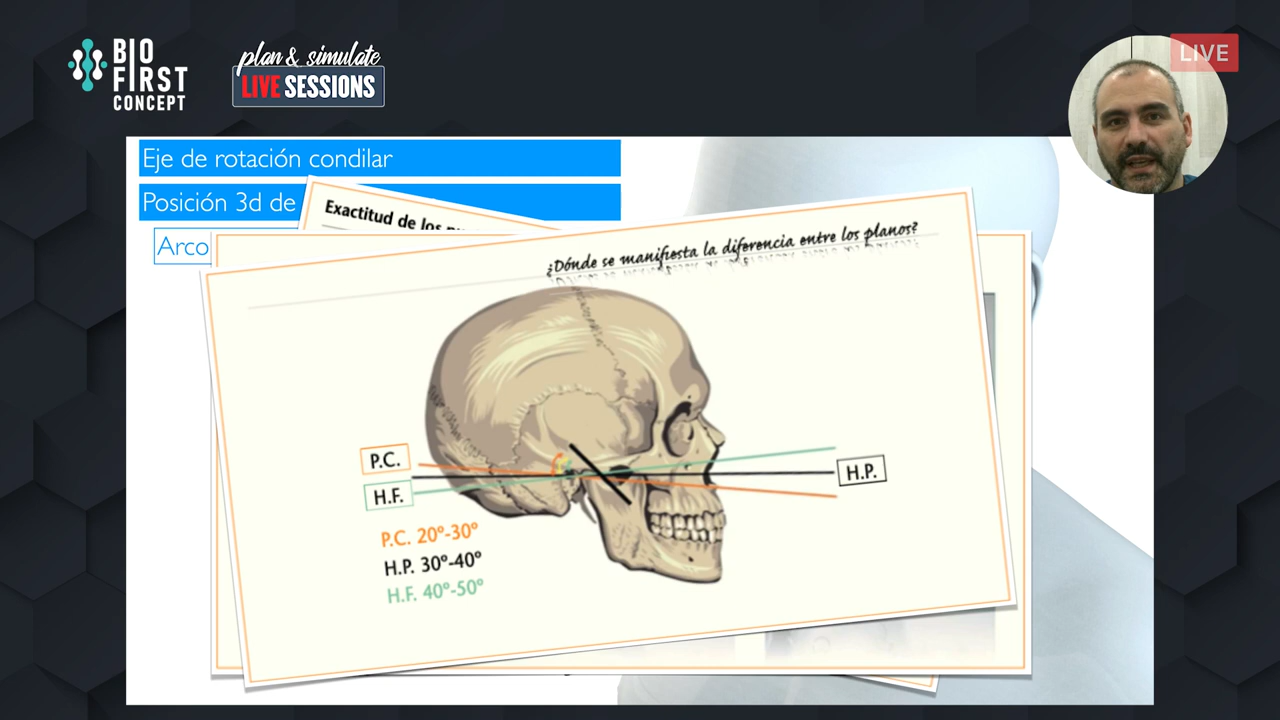 BIO
FIRST
CONCEPT
plan & simulate
LIVE SESSIONS
LIVE
Eje de rotación condilar
Posición 3d de
Exactitud de los
Arco
¿Dónde se manifiesta la diferencia entre los planos?
P.C.
H.F.
H.P.
P.C. 20º-30º
H.P. 30º-40º
H.F. 40º-50º